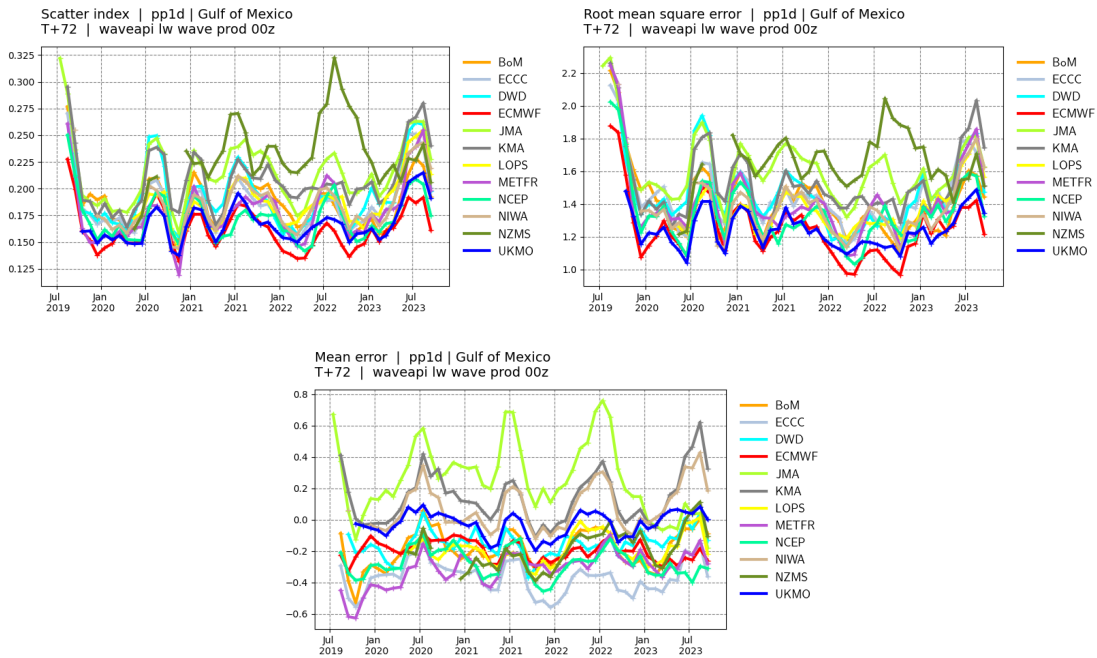 Scatter index | pp1d | Gulf of Mexico
T+72 | waveapi lw wave prod 00z
0.325
0.300
0.275
0.250
0.225
0.200
0.175
0.150
0.125
Jul 2019
Jan 2020
Jul 2020
Jan 2021
Jul 2021
Jan 2022
Jul 2022
Jan 2023
Jul 2023
BoM
ECCC
DWD
ECMWF
JMA
KMA
LOPS
METFR
NCEP
NIWA
NZMS
UKMO
Root mean square error | pp1d | Gulf of Mexico
T+72 | waveapi lw wave prod 00z
2.2
2.0
1.8
1.6
1.4
1.2
1.0
Jul 2019
Jan 2020
Jul 2020
Jan 2021
Jul 2021
Jan 2022
Jul 2022
Jan 2023
Jul 2023
BoM
ECCC
DWD
ECMWF
JMA
KMA
LOPS
METFR
NCEP
NIWA
NZMS
UKMO
Mean error | pp1d | Gulf of Mexico
T+72 | waveapi lw wave prod 00z
0.8
0.6
0.4
0.2
0.0
−0.2
−0.4
−0.6
Jul 2019
Jan 2020
Jul 2020
Jan 2021
Jul 2021
Jan 2022
Jul 2022
Jan 2023
Jul 2023
BoM
ECCC
DWD
ECMWF
JMA
KMA
LOPS
METFR
NCEP
NIWA
NZMS
UKMO